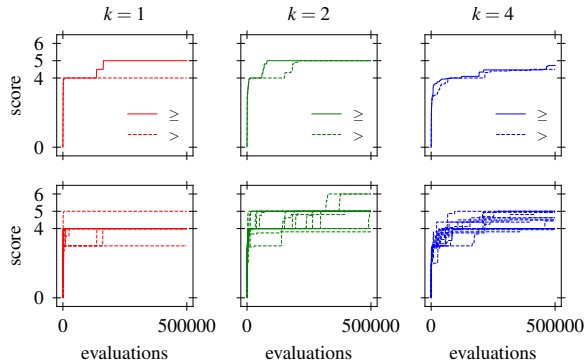 k = 1
k = 2
k = 4
score
6
5
4
0
≥
>
≥
>
≥
>
score
6
5
4
0
0
500000
0
500000
0
500000
evaluations
evaluations
evaluations